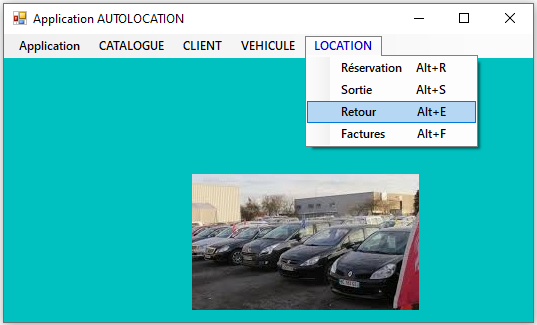 Application AUTOLOCATION
Application CATALOGUE CLIENT VEHICULE LOCATION
Réservation Alt+R
Sortie Alt+S
Retour Alt+E
Factures Alt+F